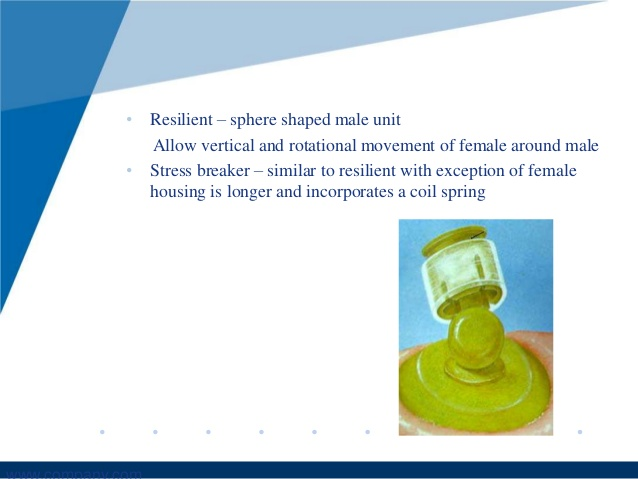 • Resilient – sphere shaped male unit
Allow vertical and rotational movement of female around male
• Stress breaker – similar to resilient with exception of female
housing is longer and incorporates a coil spring
www.company.com